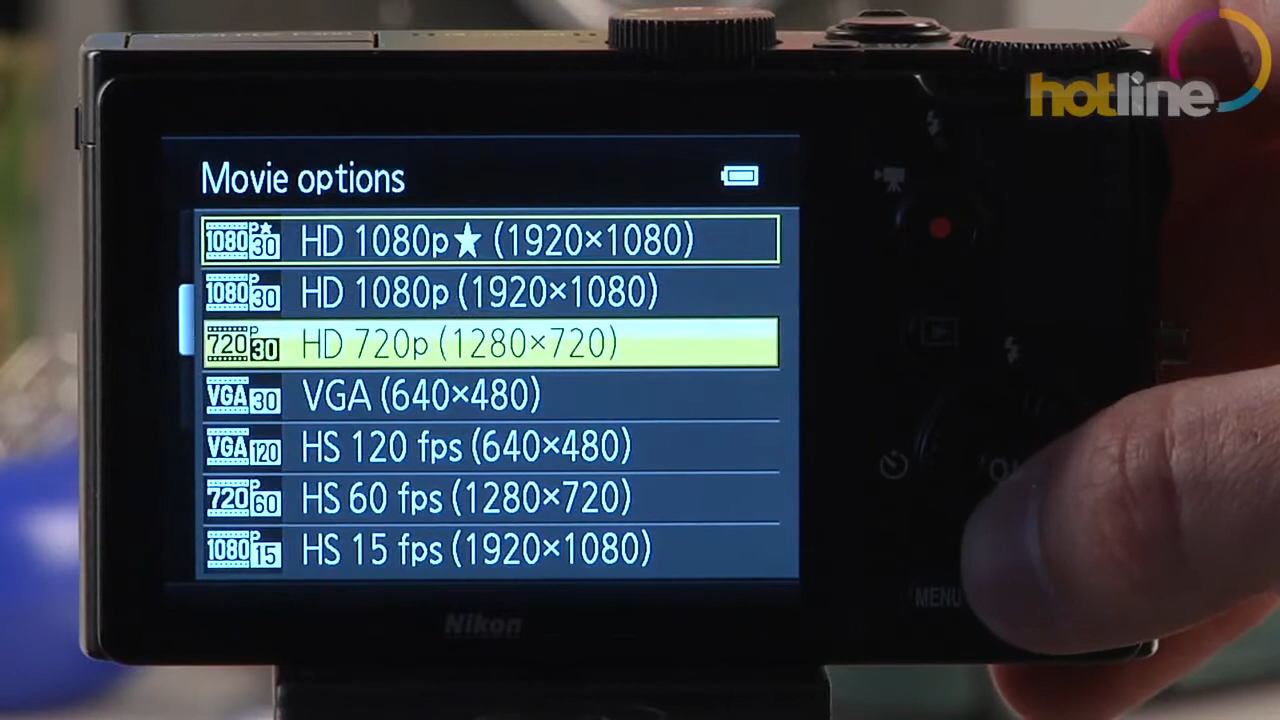 hotline
Movie options
1080 P★ 30 HD 1080p★ (1920×1080)
1080 P 30 HD 1080p (1920×1080)
720 P 30 HD 720p (1280×720)
VGA 30 VGA (640×480)
VGA 120 HS 120 fps (640×480)
720 P 60 HS 60 fps (1280×720)
1080 P 15 HS 15 fps (1920×1080)
MENU
Nikon